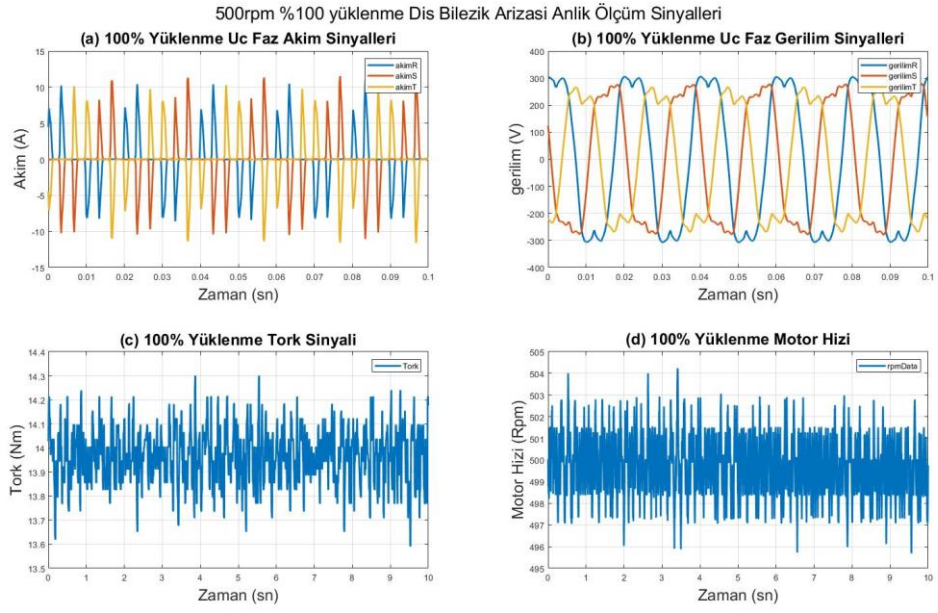 500rpm %100 yüklenme Dis Bilezik Arizasi Anlik Ölçüm Sinyalleri
(a) 100% Yüklenme Uc Faz Akim Sinyalleri
15
10
5
0
-5
-10
-15
Akim (A)
akimR
akimS
akimT
0 0.01 0.02 0.03 0.04 0.05 0.06 0.07 0.08 0.09 0.1
Zaman (sn)
(b) 100% Yüklenme Uc Faz Gerilim Sinyalleri
400
300
200
100
0
-100
-200
-300
-400
gerilim (V)
gerilimR
gerilimS
gerilimT
0 0.01 0.02 0.03 0.04 0.05 0.06 0.07 0.08 0.09 0.1
Zaman (sn)
(c) 100% Yüklenme Tork Sinyali
14.4
14.3
14.2
14.1
14
13.9
13.8
13.7
13.6
13.5
Tork (Nm)
Tork
0 1 2 3 4 5 6 7 8 9 10
Zaman (sn)
(d) 100% Yüklenme Motor Hizi
505
504
503
502
501
500
499
498
497
496
495
Motor Hizi (Rpm)
rpmData
0 1 2 3 4 5 6 7 8 9 10
Zaman (sn)